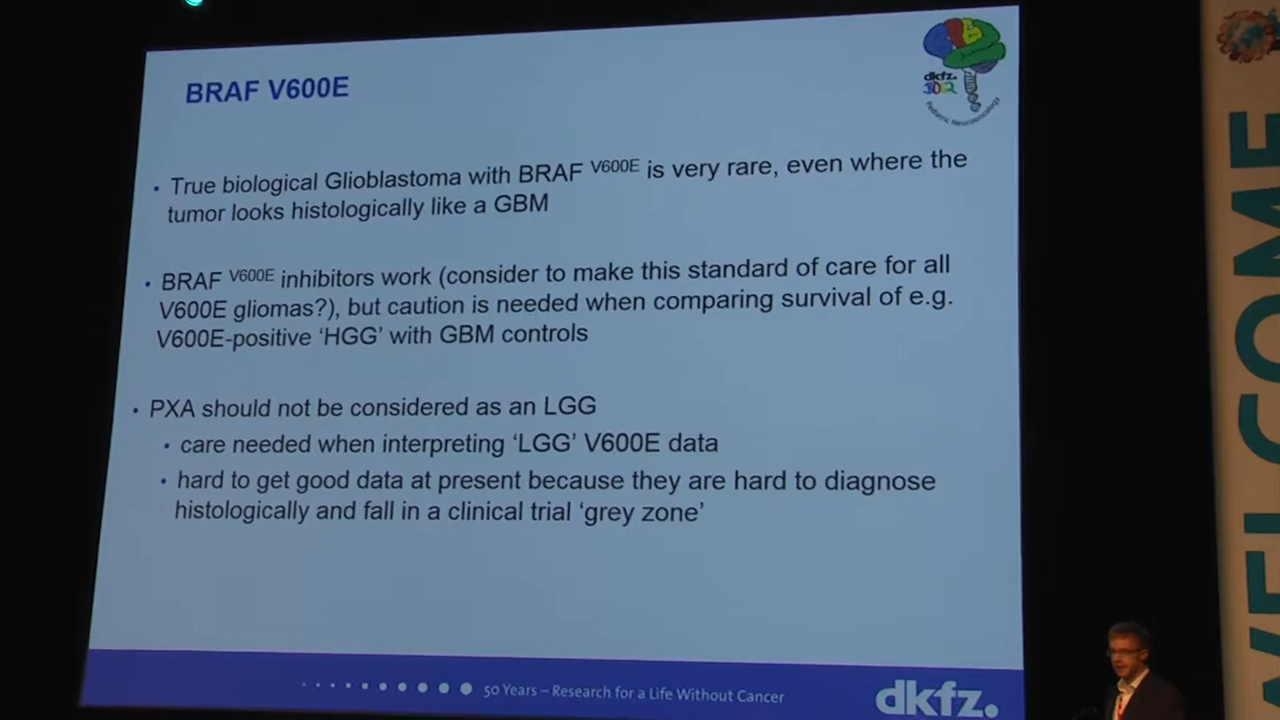 BRAF V600E
dkfz.
Pediatric Neurooncology
• True biological Glioblastoma with BRAF V600E is very rare, even where the
tumor looks histologically like a GBM
• BRAF V600E inhibitors work (consider to make this standard of care for all
V600E gliomas?), but caution is needed when comparing survival of e.g.
V600E-positive ‘HGG’ with GBM controls
• PXA should not be considered as an LGG
• care needed when interpreting ‘LGG’ V600E data
• hard to get good data at present because they are hard to diagnose
histologically and fall in a clinical trial ‘grey zone’
50 Years – Research for a Life Without Cancer
dkfz.
WELCOME